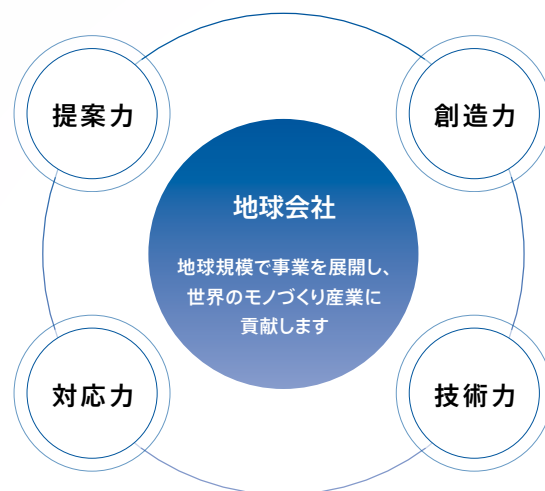 提案力
創造力
地球会社
地球規模で事業を展開し、
世界のモノづくり産業に
貢献します
対応力
技術力